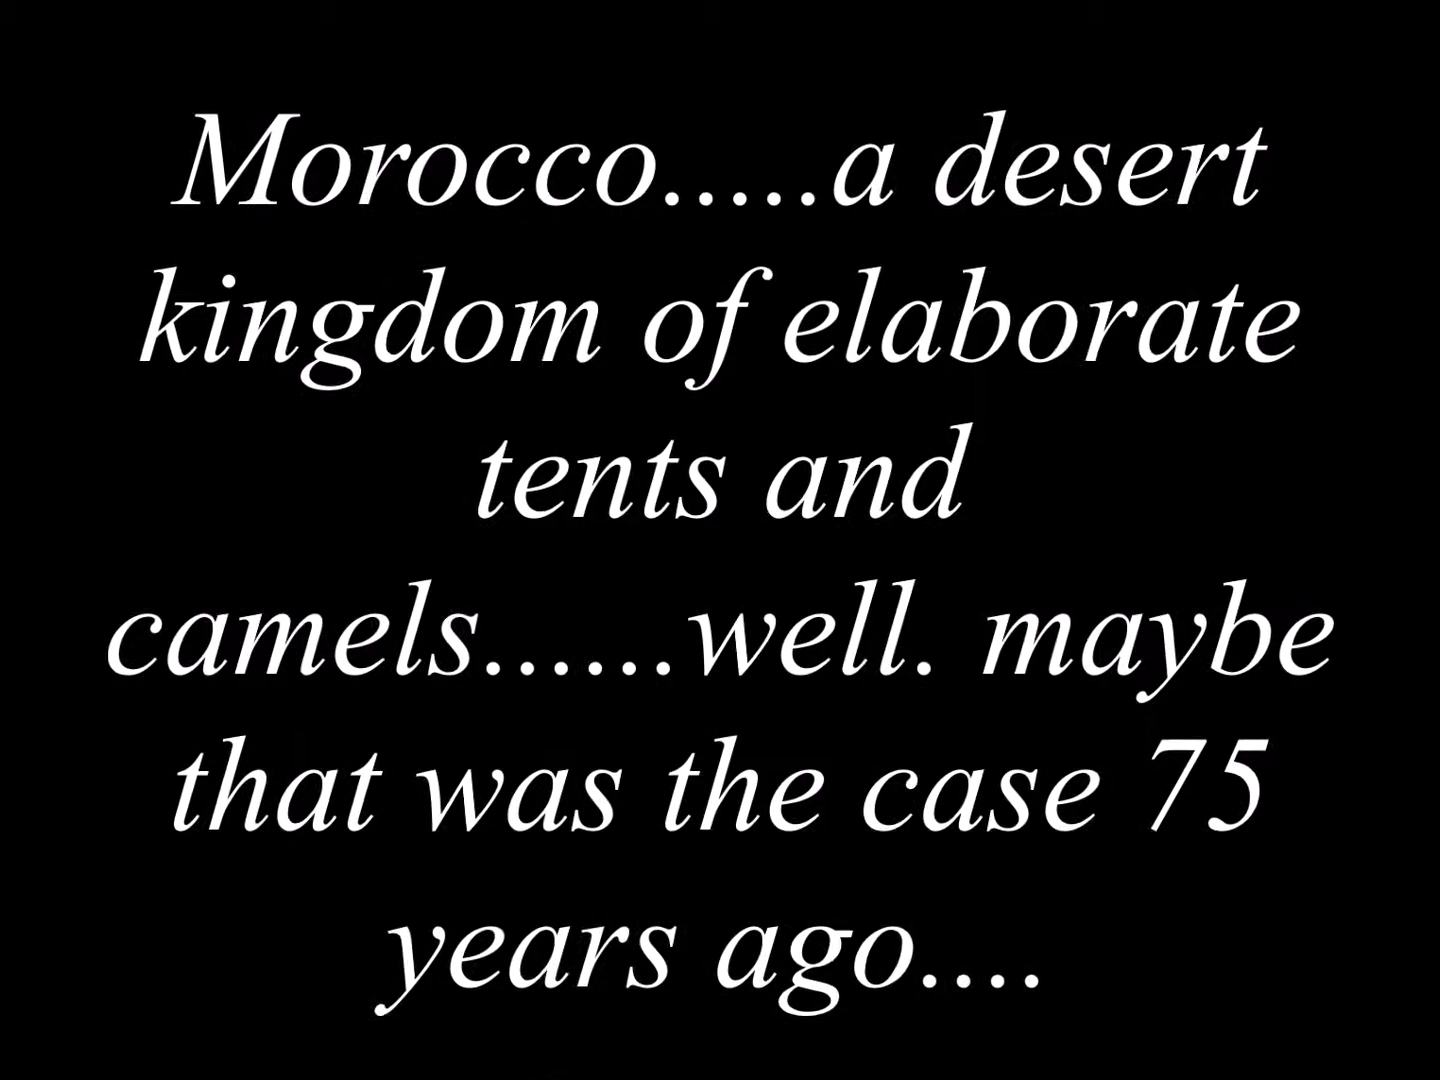 Morocco.....a desert
kingdom of elaborate
tents and
camels......well. maybe
that was the case 75
years ago....